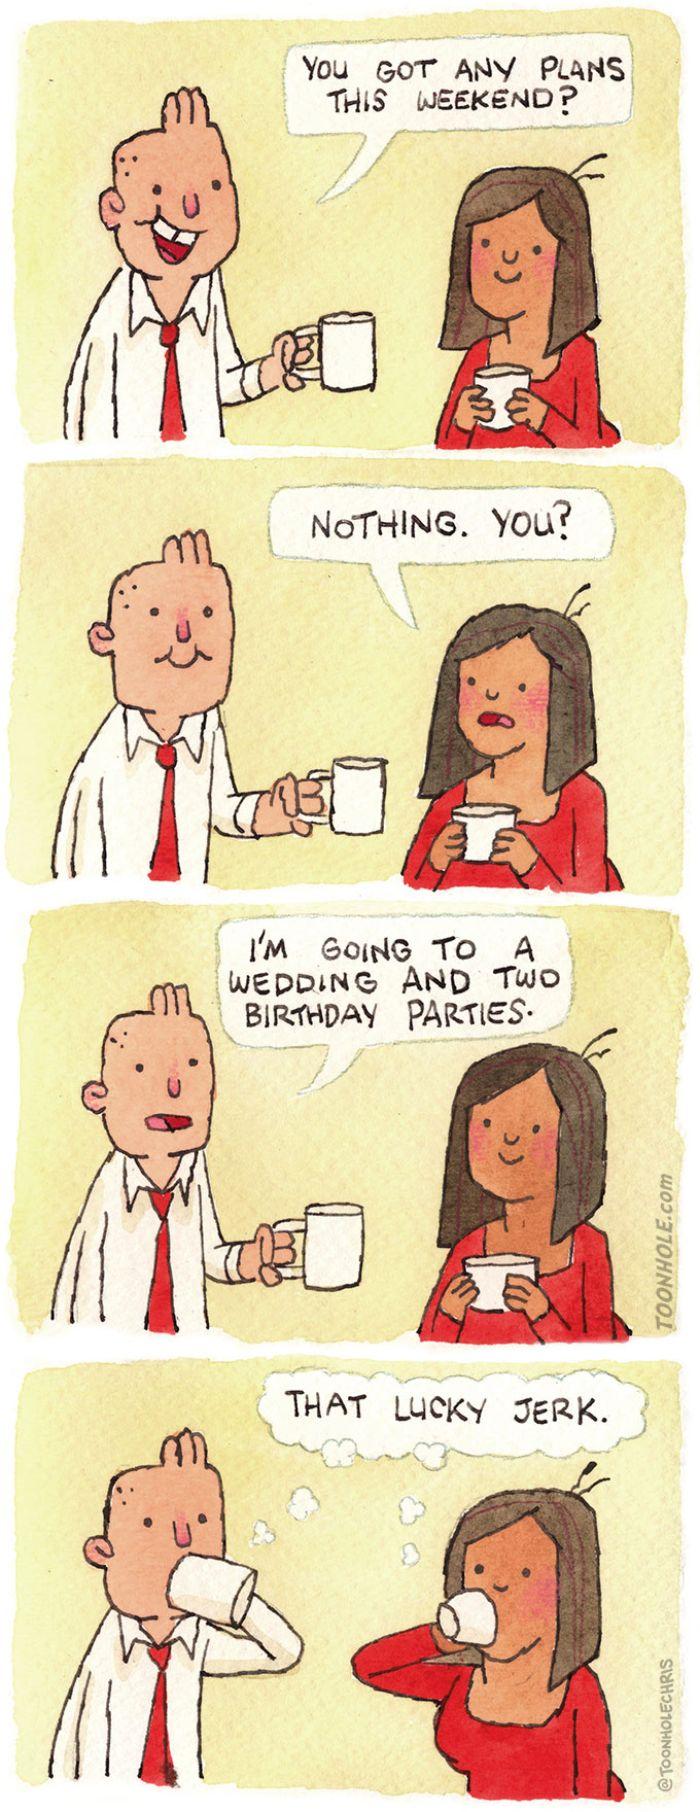 YOU GOT ANY PLANS
THIS WEEKEND?
NOTHING. YOU?
I'M GOING TO A
WEDDING AND TWO
BIRTHDAY PARTIES.
TOONHOLE.com
THAT LUCKY JERK.
@TOONHOLECHRIS